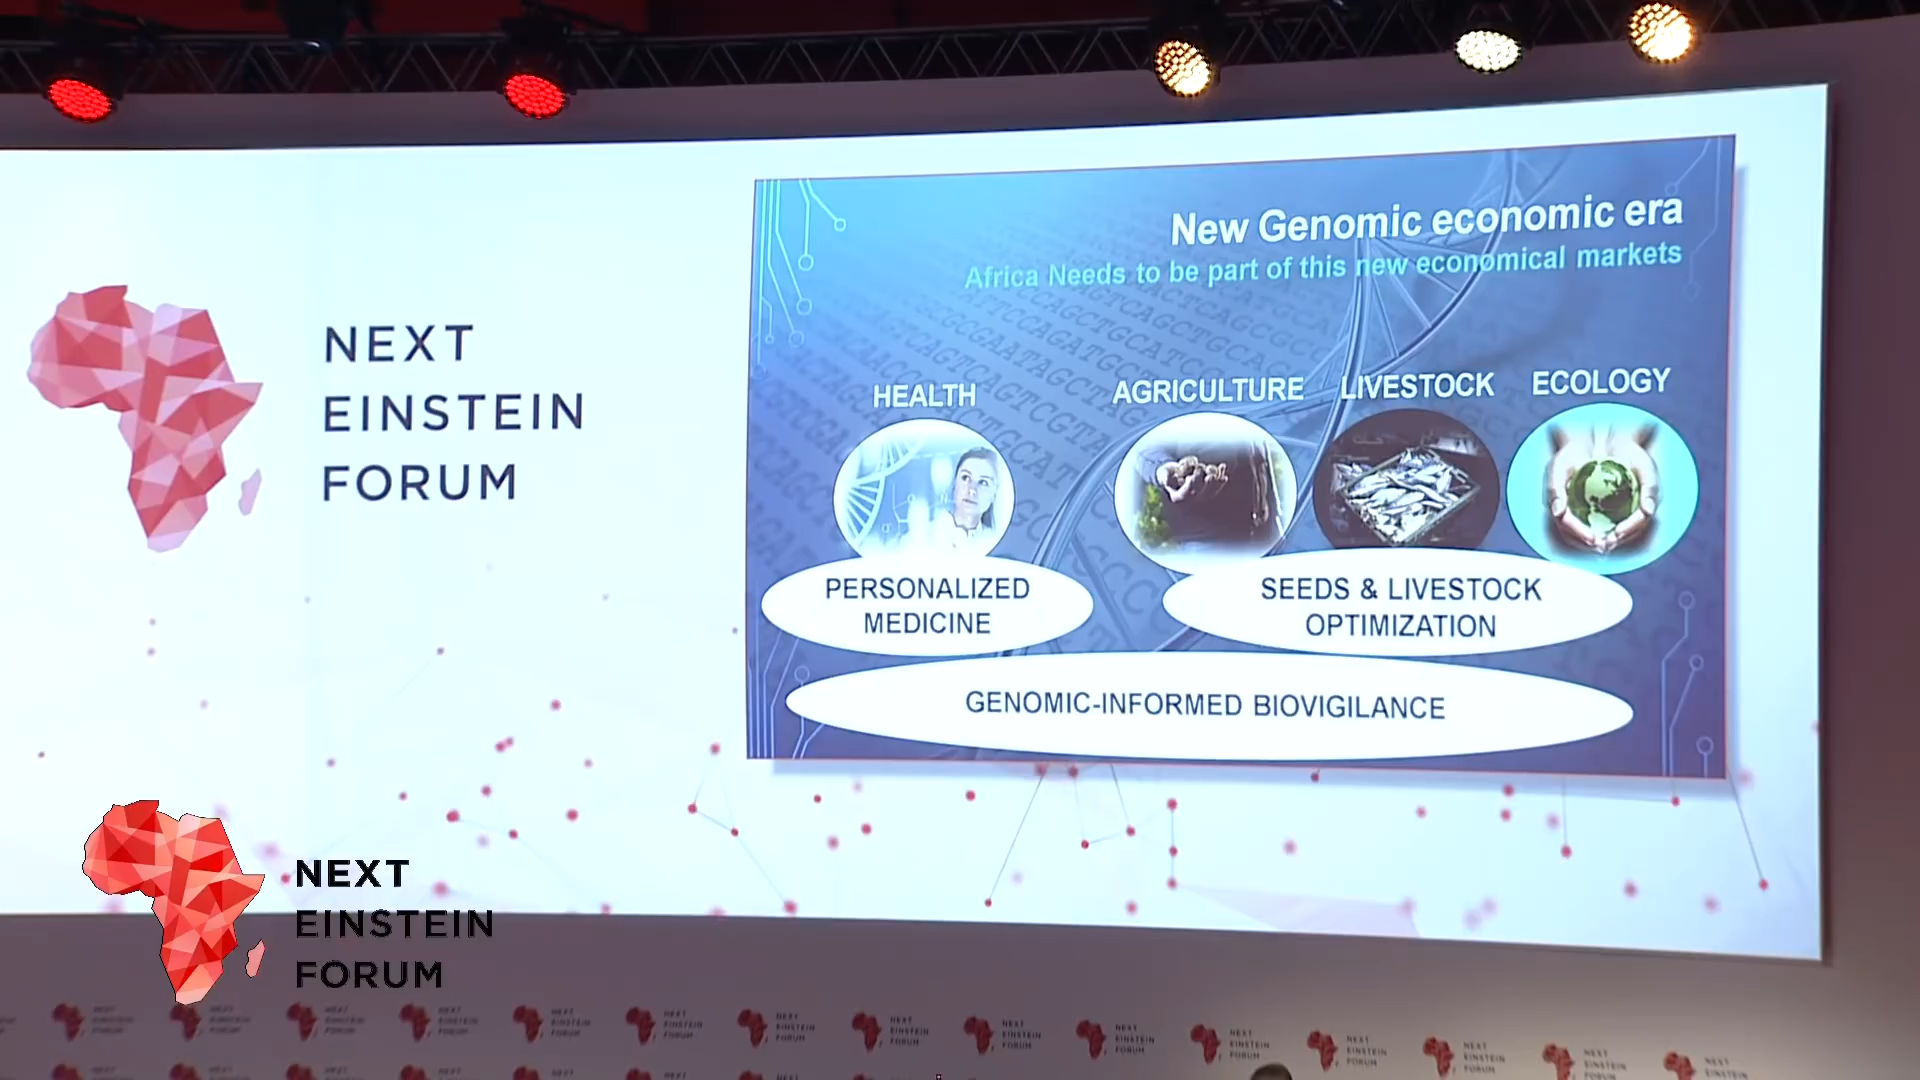 NEXT
EINSTEIN
FORUM
New Genomic economic era
Africa Needs to be part of this new economical markets
HEALTH
AGRICULTURE
LIVESTOCK
ECOLOGY
PERSONALIZED
MEDICINE
SEEDS & LIVESTOCK
OPTIMIZATION
GENOMIC-INFORMED BIOVIGILANCE
NEXT
EINSTEIN
FORUM